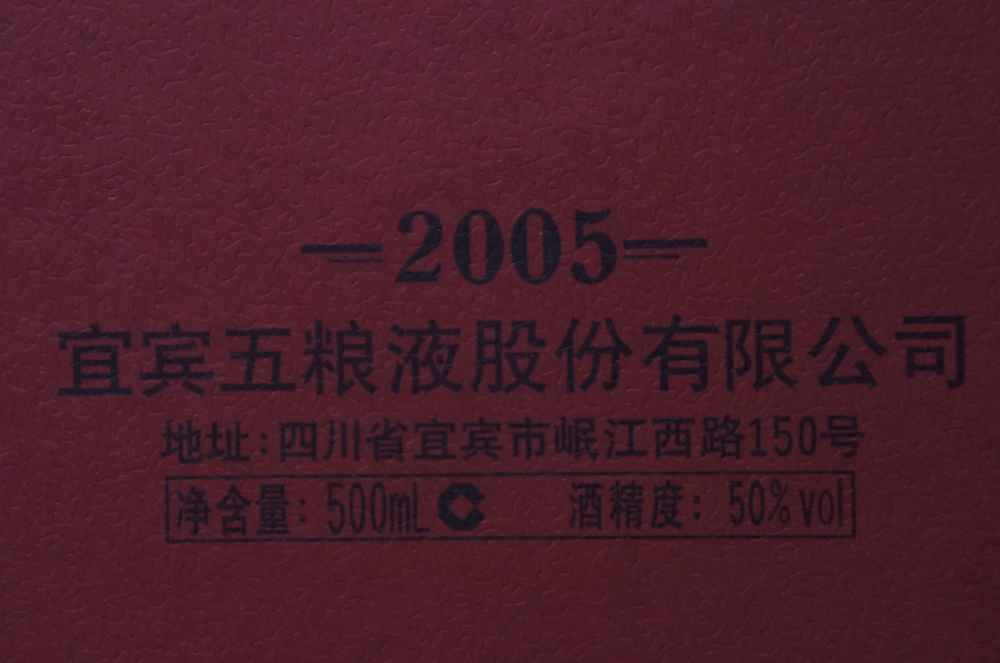 2005
宜宾五粮液股份有限公司
地址:四川省宜宾市岷江西路150号
净含量: 500mL C 酒精度: 50%vol